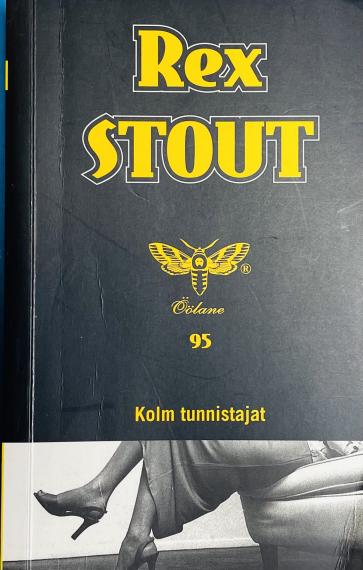 Rex
STOUT
®
Öölane
95
Kolm tunnistajat